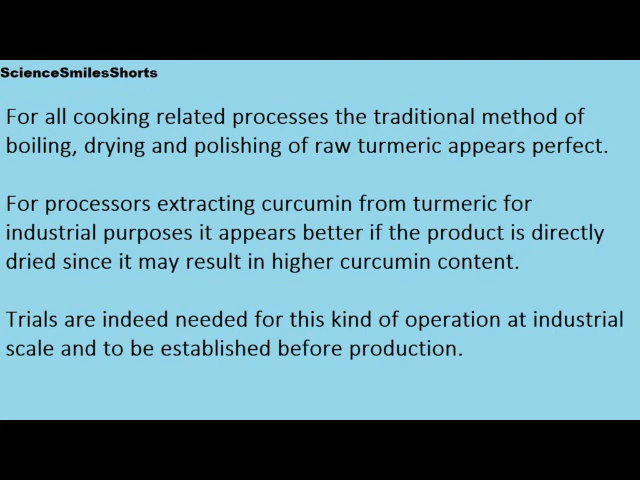 ScienceSmilesShorts
For all cooking related processes the traditional method of
boiling, drying and polishing of raw turmeric appears perfect.
For processors extracting curcumin from turmeric for
industrial purposes it appears better if the product is directly
dried since it may result in higher curcumin content.
Trials are indeed needed for this kind of operation at industrial
scale and to be established before production.